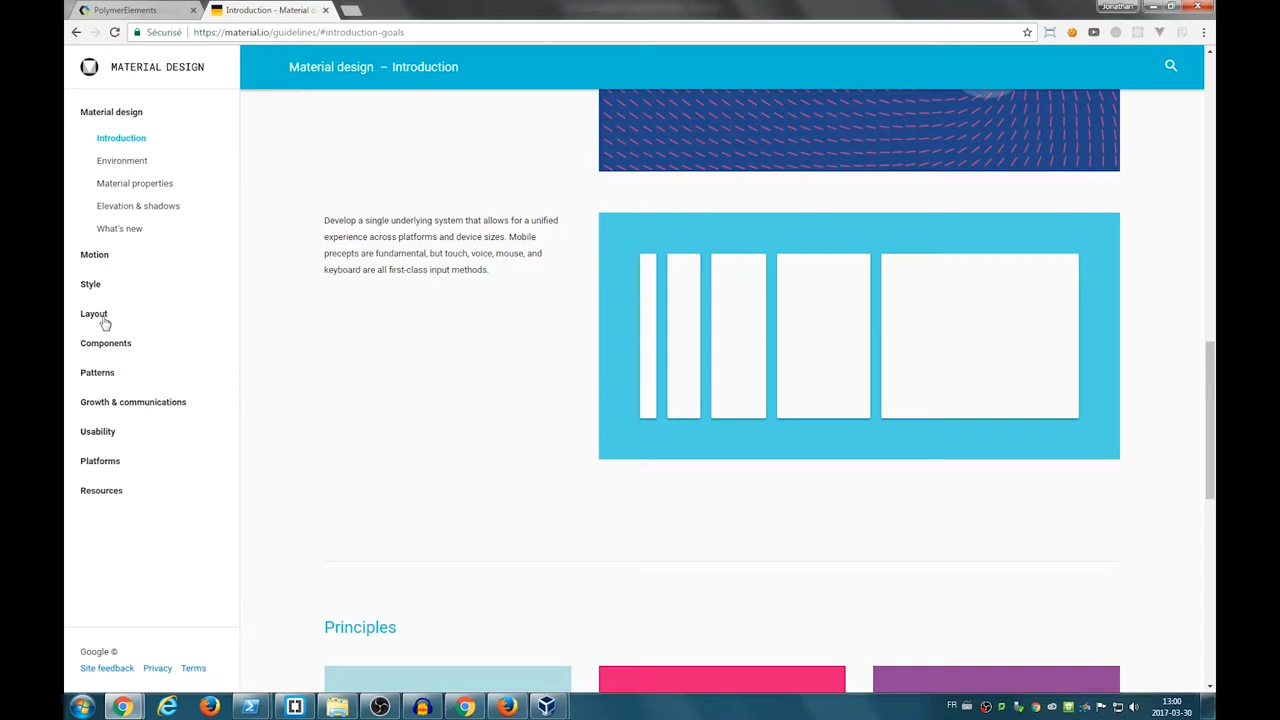 PolymerElements
Introduction - Material d
Jonathan
Sécurisé
https://material.io/guidelines/#introduction-goals
MATERIAL DESIGN
Material design – Introduction
Material design
Introduction
Environment
Material properties
Elevation & shadows
What's new
Motion
Style
Layout
Components
Patterns
Growth & communications
Usability
Platforms
Resources
Develop a single underlying system that allows for a unified
experience across platforms and device sizes. Mobile
precepts are fundamental, but touch, voice, mouse, and
keyboard are all first-class input methods.
Principles
Google ©
Site feedback Privacy Terms
FR
13:00
2017-03-30